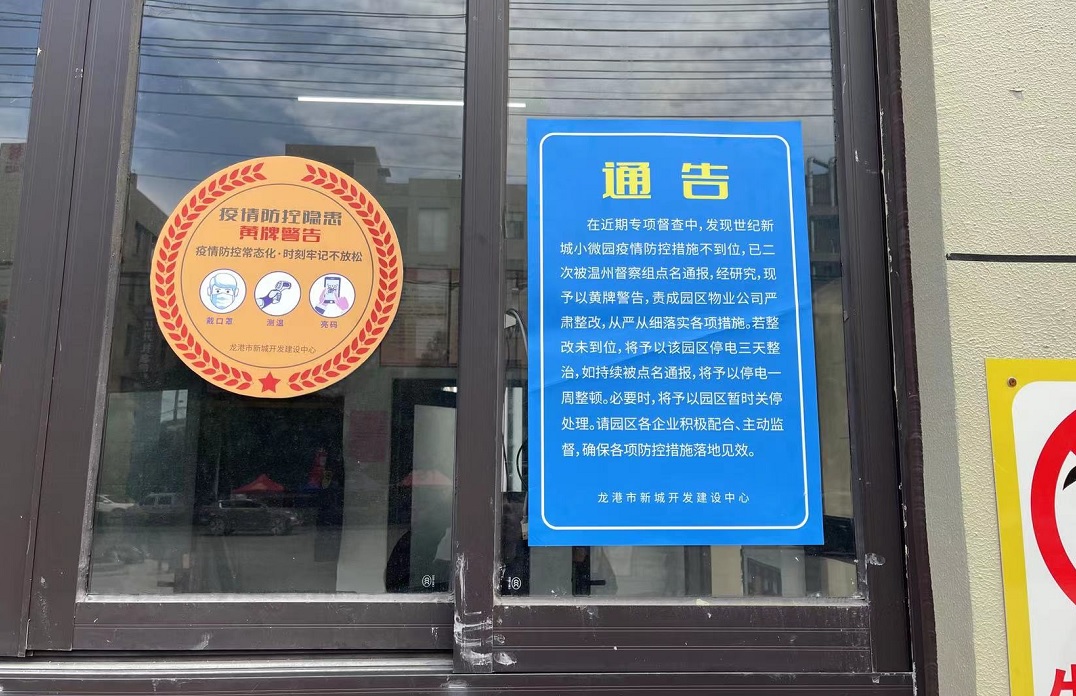 疫情防控隐患
黄牌警告
疫情防控常态化·时刻牢记不放松
戴口罩
测温
亮码
龙港市新城开发建设中心
通告
在近期专项督查中,发现世纪新
城小微园疫情防控措施不到位,已二
次被温州督察组点名通报,经研究,现
予以黄牌警告,责成园区物业公司严
肃整改,从严从细落实各项措施。若整
改未到位,将予以该园区停电三天整
治,如持续被点名通报,将予以停电一
周整顿。必要时,将予以园区暂时关停
处理。请园区各企业积极配合、主动监
督,确保各项防控措施落地见效。
龙港市新城开发建设中心